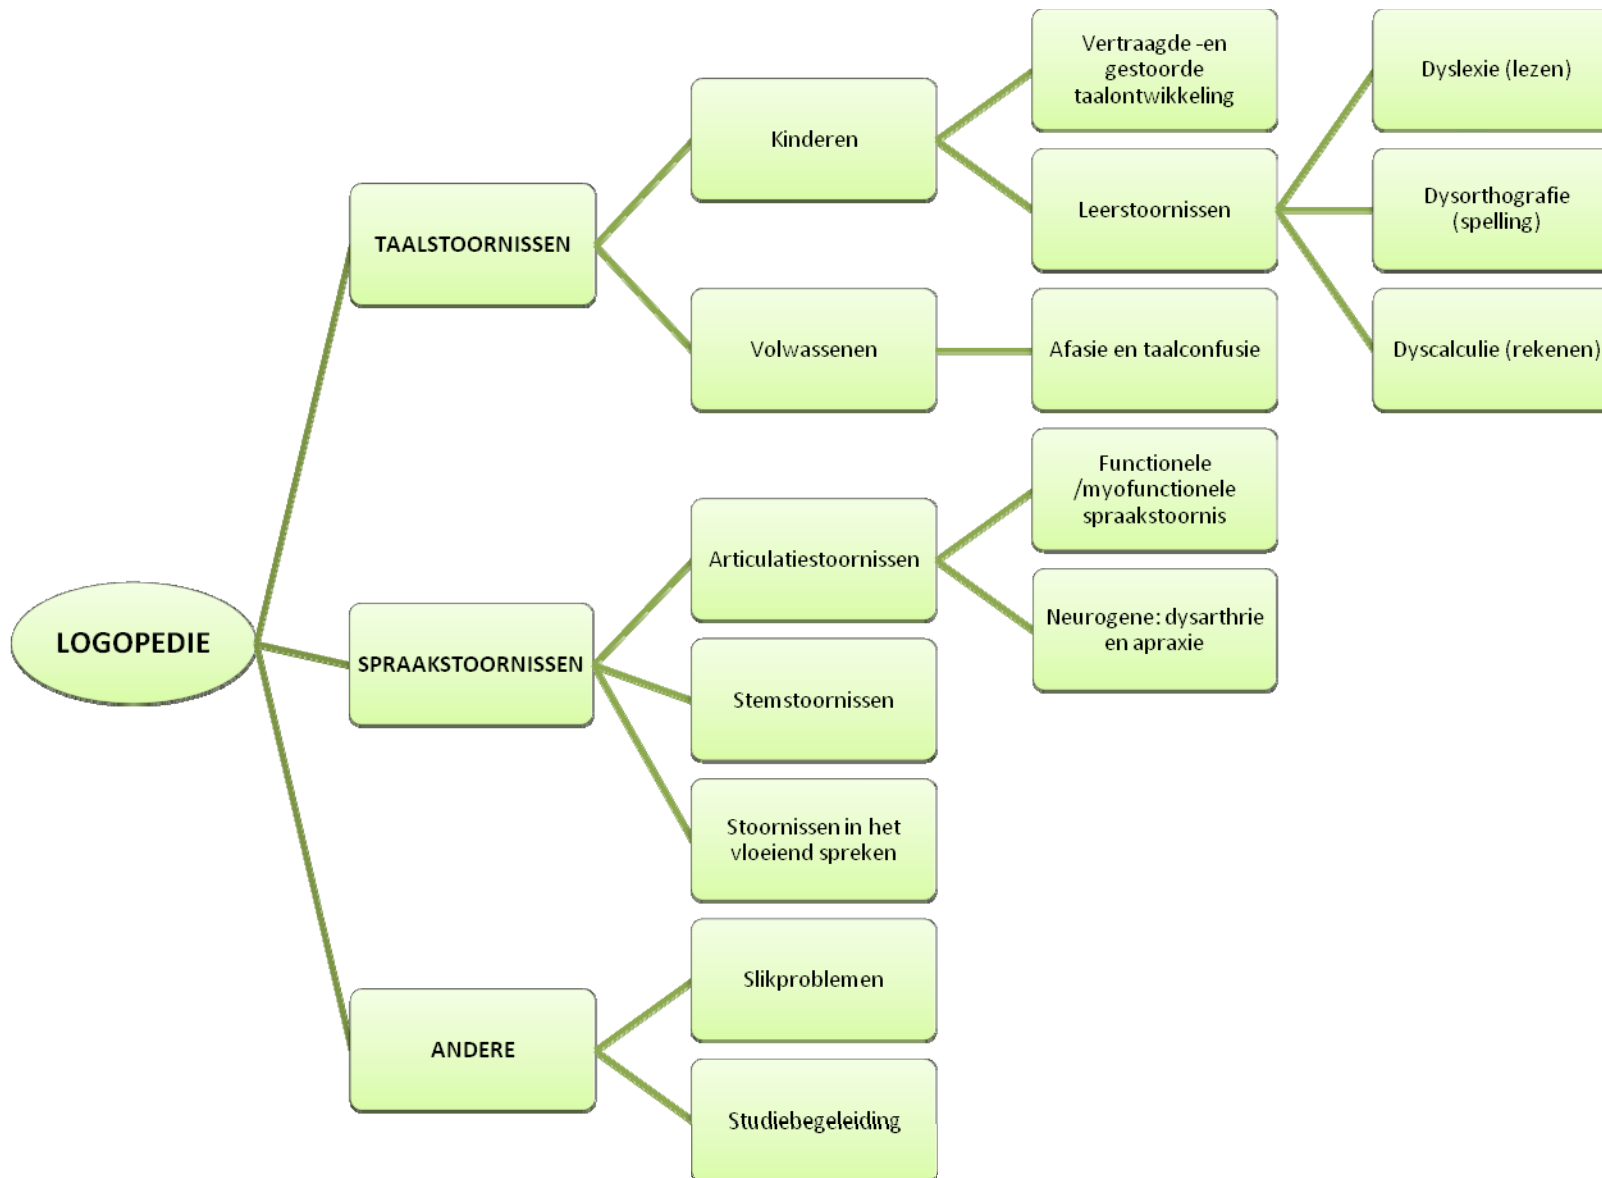 LOGOPEDIE
TAALSTOORNISSEN
Kinderen
Vertraagde -en
gestoorde
taalontwikkeling
Leerstoornissen
Dyslexie (lezen)
Dysorthografie
(spelling)
Dyscalculie (rekenen)
Volwassenen
Afasie en taalconfusie
SPRAAKSTOORNISSEN
Articulatiestoornissen
Functionele
/myofunctionele
spraakstoornis
Neurogene: dysarthrie
en apraxie
Stemstoornissen
Stoornissen in het
vloeiend spreken
ANDERE
Slikproblemen
Studiebegeleiding